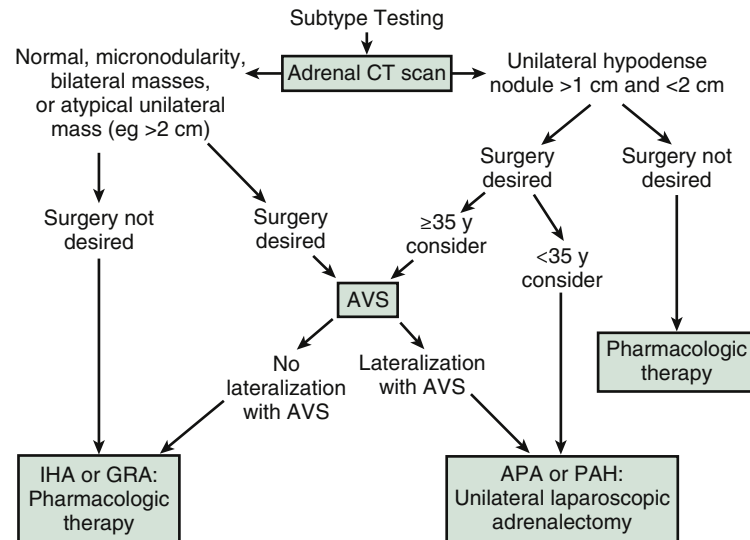 Subtype Testing
Adrenal CT scan
Normal, micronodularity,
bilateral masses,
or atypical unilateral
mass (eg >2 cm)
Unilateral hypodense
nodule >1 cm and <2 cm
Surgery not
desired
Surgery
desired
Surgery
desired
Surgery not
desired
≥35 y
consider
<35 y
consider
AVS
No
lateralization
with AVS
Lateralization
with AVS
Pharmacologic
therapy
IHA or GRA:
Pharmacologic
therapy
APA or PAH:
Unilateral laparoscopic
adrenalectomy